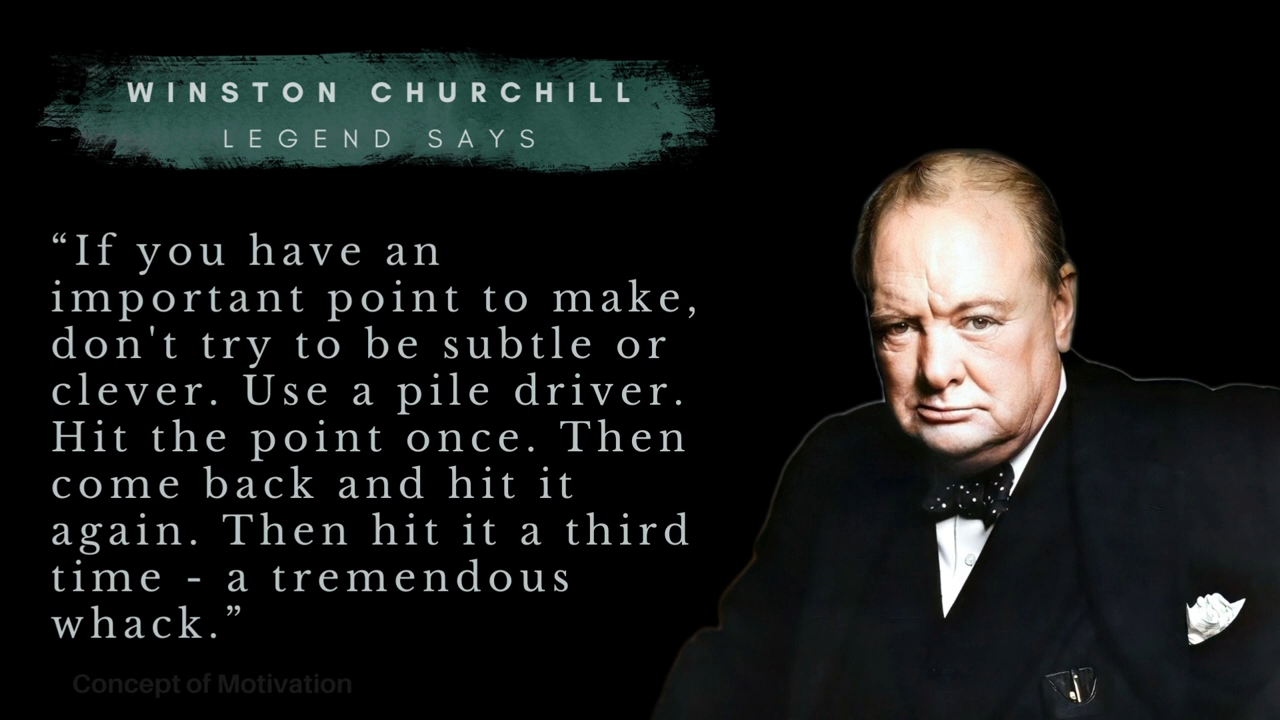 WINSTON CHURCHILL
LEGEND SAYS
“If you have an
important point to make,
don't try to be subtle or
clever. Use a pile driver.
Hit the point once. Then
come back and hit it
again. Then hit it a third
time - a tremendous
whack.”
Concept of Motivation